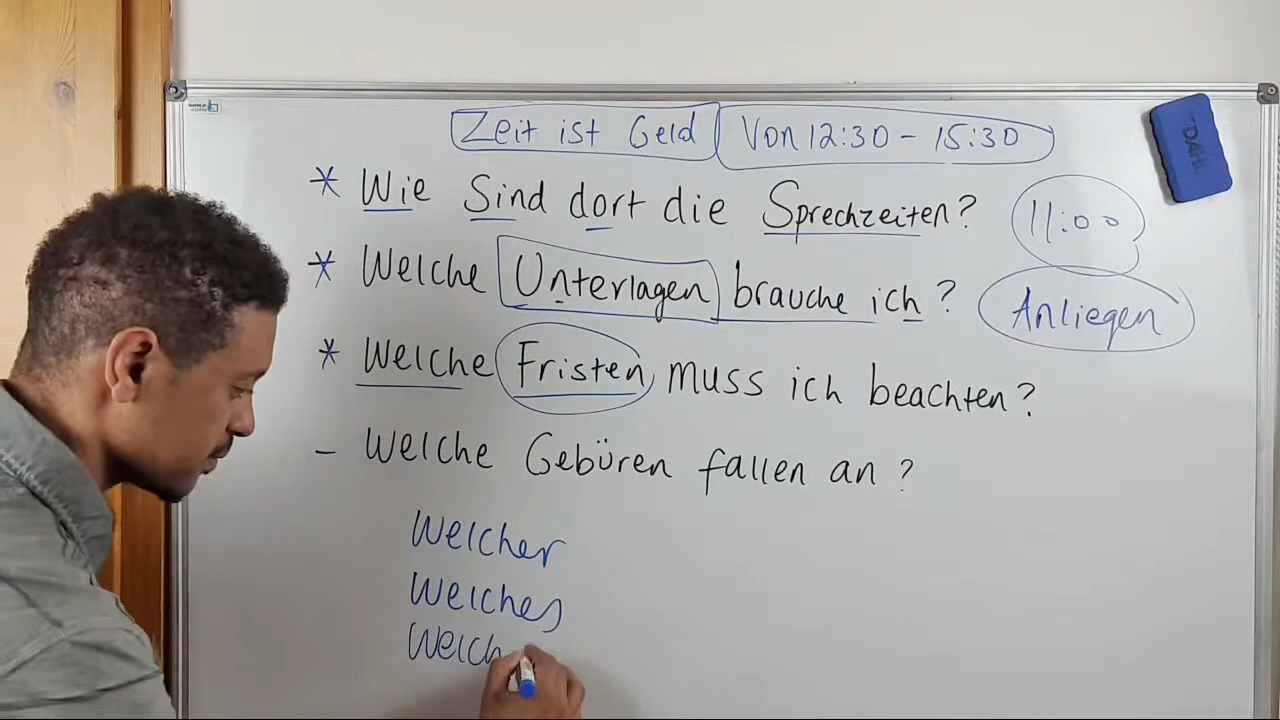 Zeit ist Geld Von 12:30 - 15:30
* Wie Sind dort die Sprechzeiten? 11:00
* Welche Unterlagen brauche ich? Anliegen
* Welche Fristen muss ich beachten?
- Welche Gebüren fallen an?
Welcher
Welches
Welch
DAHL